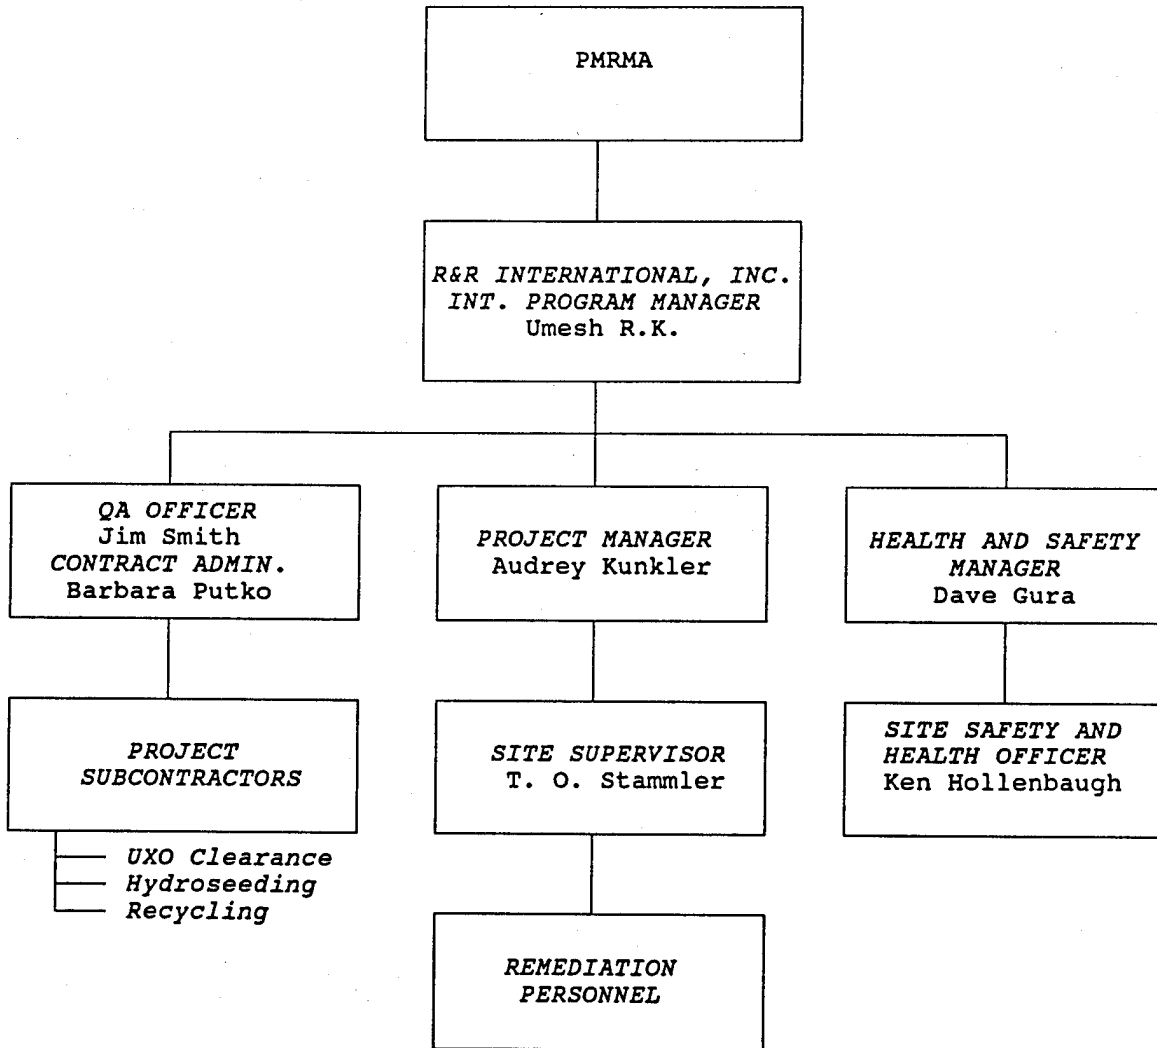 PMRMA
R&R INTERNATIONAL, INC.
INT. PROGRAM MANAGER
Umesh R.K.
QA OFFICER
Jim Smith
CONTRACT ADMIN.
Barbara Putko
PROJECT MANAGER
Audrey Kunkler
HEALTH AND SAFETY
MANAGER
Dave Gura
PROJECT
SUBCONTRACTORS
UXO Clearance
Hydroseeding
Recycling
SITE SUPERVISOR
T. O. Stammler
SITE SAFETY AND
HEALTH OFFICER
Ken Hollenbaugh
REMEDIATION
PERSONNEL